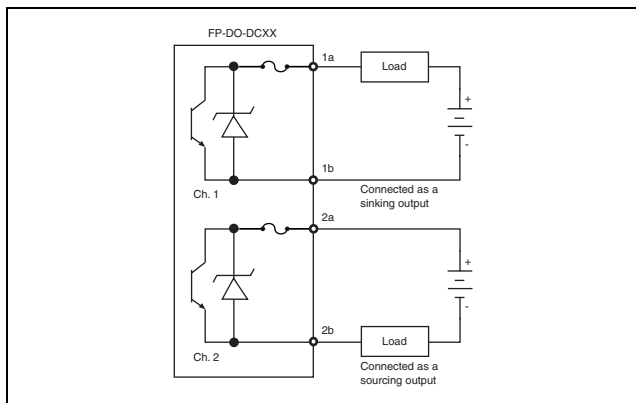 FP-DO-DCXX
1a
Load
+
-
1b
Ch. 1
Connected as a
sinking output
2a
+
-
2b
Load
Ch. 2
Connected as a
sourcing output